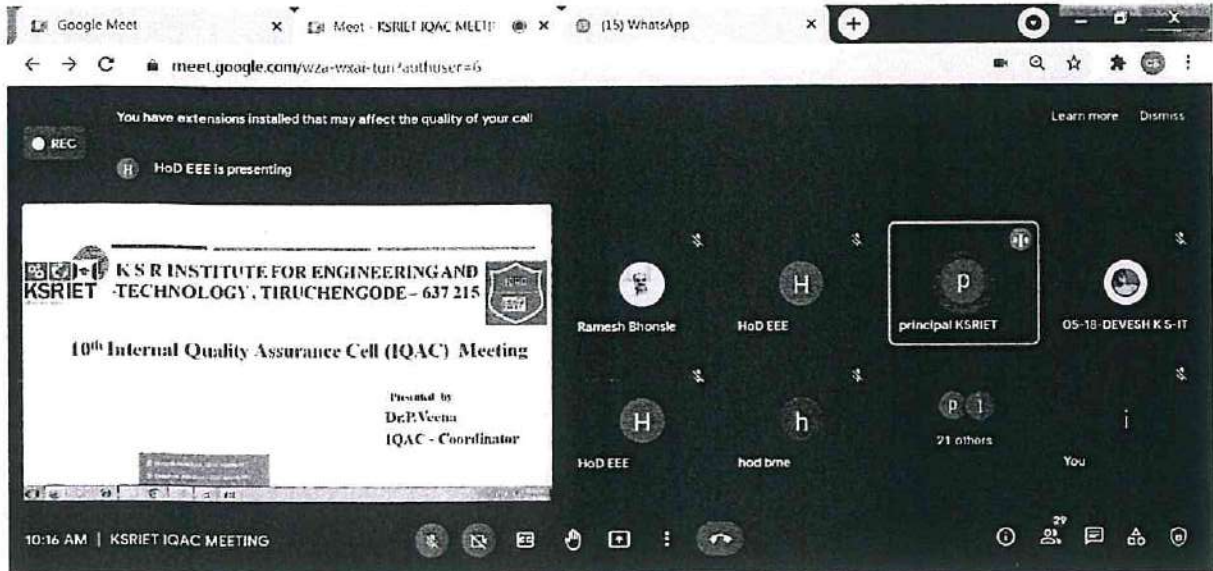 Google Meet
Meet - KSRIET IQAC MEETI
(15) WhatsApp
meet.google.com/wza-wxar-turi?authuser=6
CS
You have extensions installed that may affect the quality of your call
Learn more Dismiss
REC
H HoD EEE is presenting
KSRIET
K S R INSTITUTE FOR ENGINEERING AND
TECHNOLOGY, TIRUCHENGODE – 637 215
10th Internal Quality Assurance Cell (IQAC) Meeting
Presented by
Dr.P.Veena
IQAC - Coordinator
Ramesh Bhonsle
H
HoD EEE
p
principal KSRIET
05-18-DEVESH K S-IT
H
HoD EEE
h
hod bme
p 1
21 others
i
You
10:16 AM | KSRIET IQAC MEETING
29